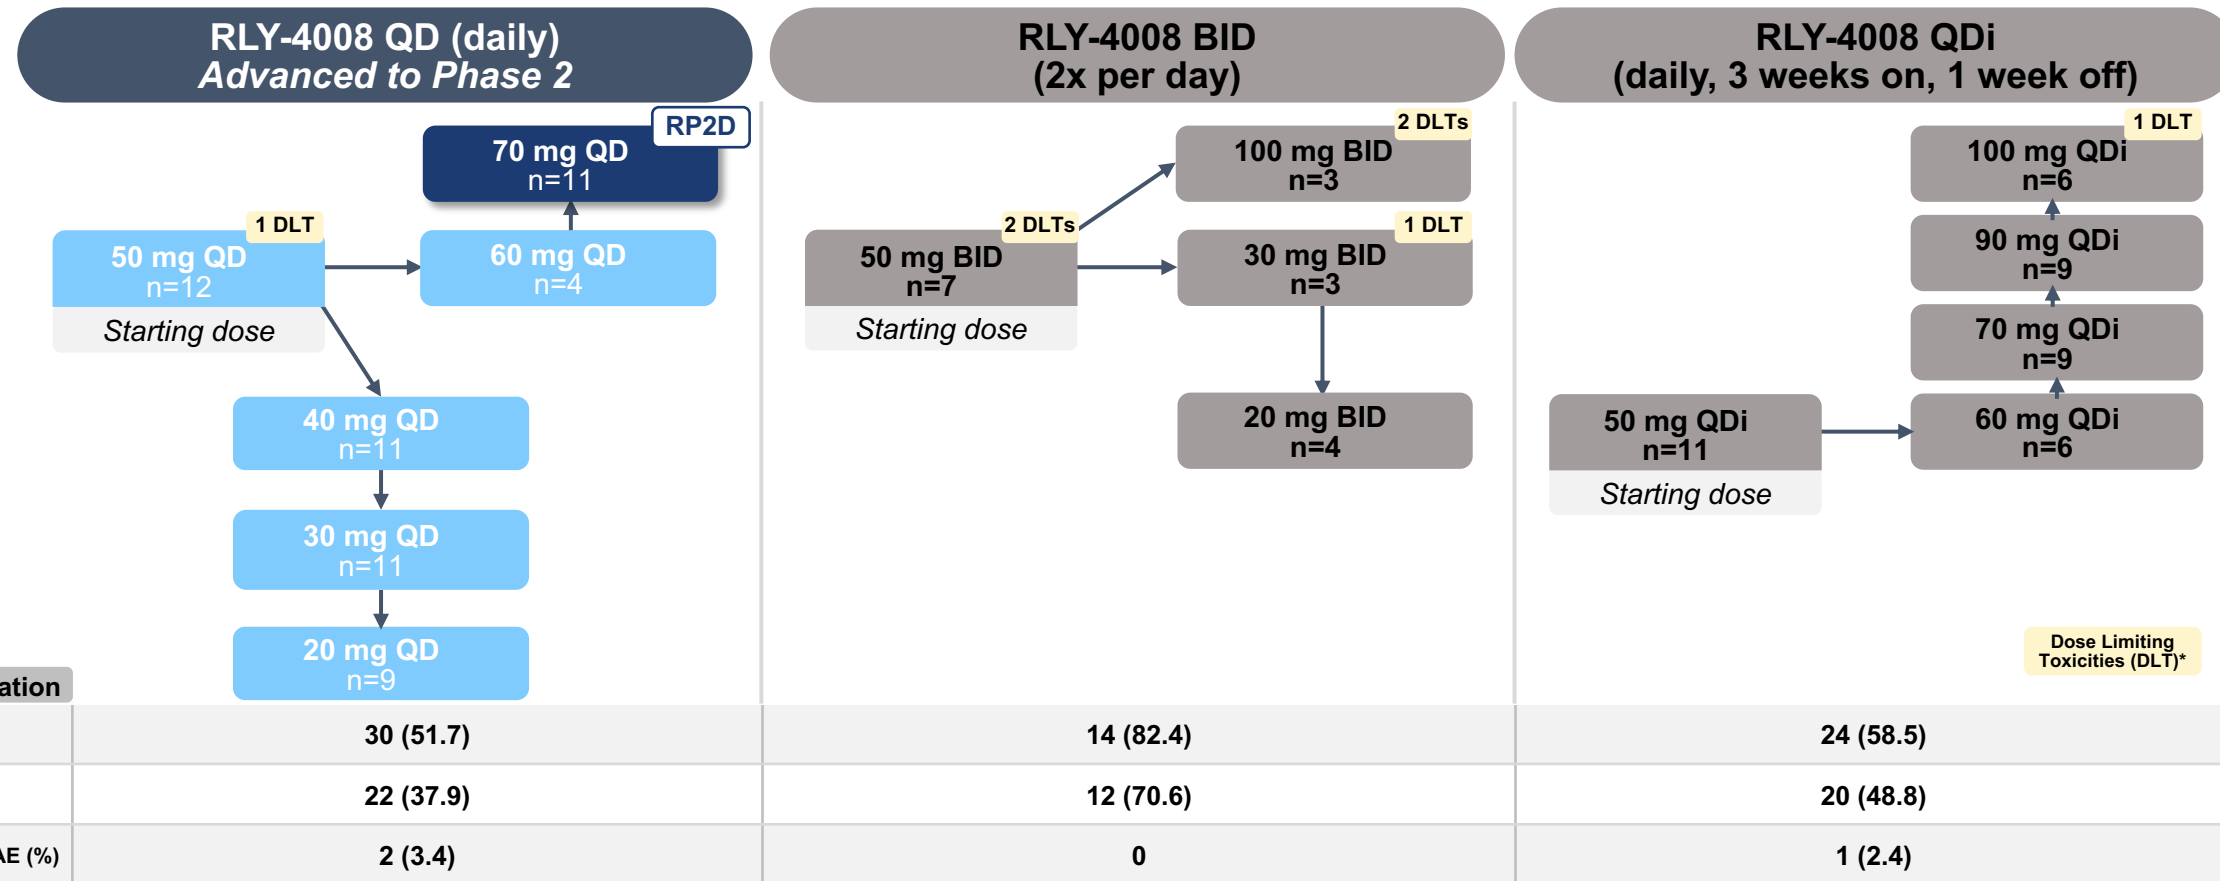 RLY-4008 QD (daily)
Advanced to Phase 2
RP2D
70 mg QD
n=11
1 DLT
50 mg QD
n=12
Starting dose
60 mg QD
n=4
40 mg QD
n=11
30 mg QD
n=11
20 mg QD
n=9
RLY-4008 BID
(2x per day)
2 DLTs
100 mg BID
n=3
2 DLTs
50 mg BID
n=7
Starting dose
1 DLT
30 mg BID
n=3
20 mg BID
n=4
RLY-4008 QDi
(daily, 3 weeks on, 1 week off)
1 DLT
100 mg QDi
n=6
90 mg QDi
n=9
70 mg QDi
n=9
50 mg QDi
n=11
Starting dose
60 mg QDi
n=6
Dose Limiting
Toxicities (DLT)*
ation
30 (51.7) 14 (82.4) 24 (58.5)
22 (37.9) 12 (70.6) 20 (48.8)
AE (%) 2 (3.4) 0 1 (2.4)